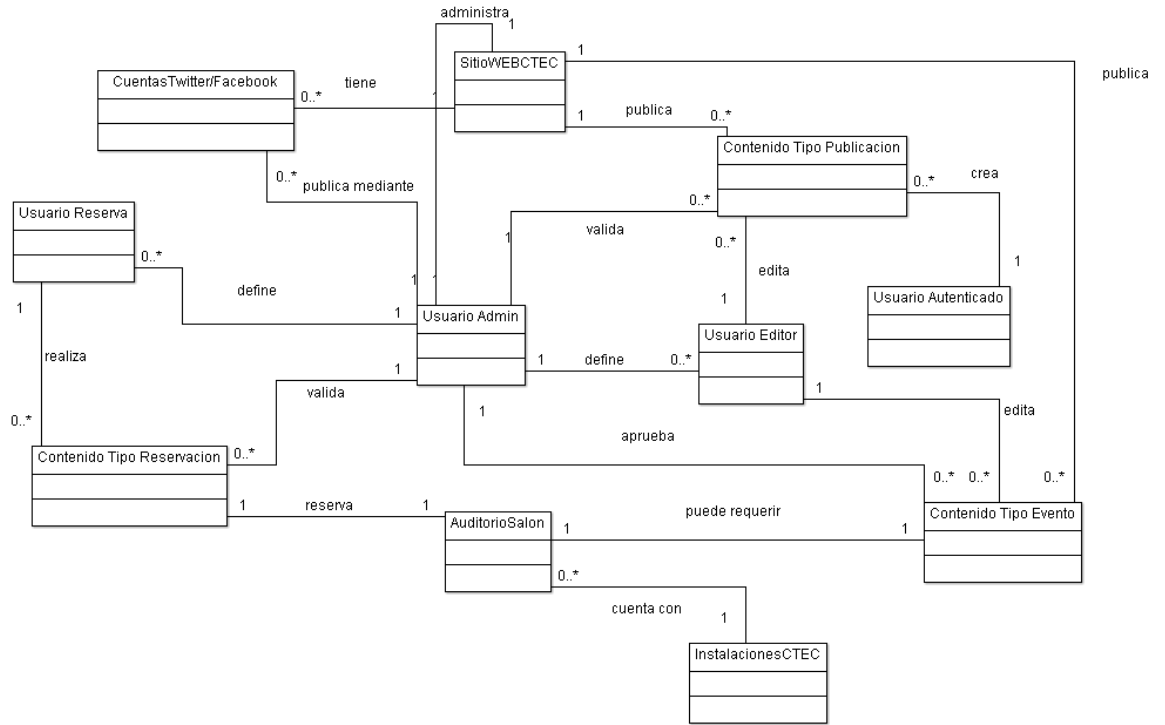 administra
1
1
SitioWEBCTEC
publica
CuentasTwitter/Facebook
tiene
0..*
1
publica
0..*
1
Contenido Tipo Publicacion
0..*
publica mediante
0..*
crea
Usuario Reserva
0..*
valida
1
0..*
0..*
edita
1
1
define
1
1
1
Usuario Autenticado
1
1
Usuario Admin
Usuario Editor
realiza
1
valida
1
define
0..*
1
edita
0..*
1
aprueba
0..*
Contenido Tipo Reservacion
0..*
0..*
0..*
1
reserva
1
AuditorioSalon
puede requerir
Contenido Tipo Evento
1
1
0..*
cuenta con
1
InstalacionesCTEC